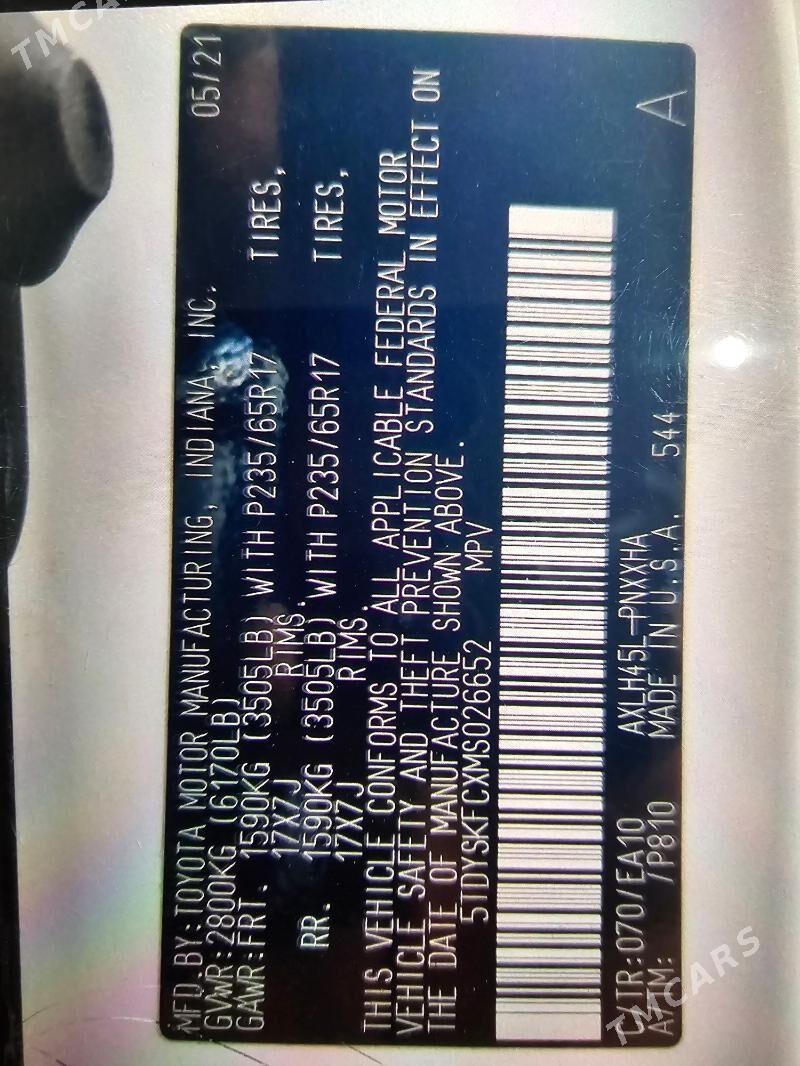 TMCARS
MFD.BY:TOYOTA MOTOR MANUFACTURING, INDIANA, INC. 05/21
GVWR:2800KG (6170LB)
GAWR:FRT. 1590KG (3505LB) WITH P235/65R17 TIRES,
17X7J RIMS.
RR. 1590KG (3505LB) WITH P235/65R17 TIRES,
17X7J RIMS.
THIS VEHICLE CONFORMS TO ALL APPLICABLE FEDERAL MOTOR
VEHICLE SAFETY AND THEFT PREVENTION STANDARDS IN EFFECT ON
THE DATE OF MANUFACTURE SHOWN ABOVE.
5TDYSKFCXMS026652 MPV
C/TR:070/EA10 AXLH45L-PNXXHA
A/TM: /P810 MADE IN U.S.A. 544 A
TMCARS